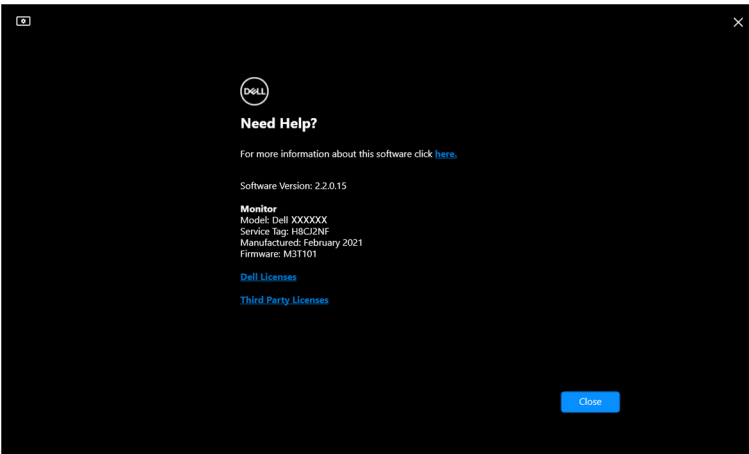 DELL
Need Help?
For more information about this software click here.
Software Version: 2.2.0.15
Monitor
Model: Dell XXXXXX
Service Tag: H8CJ2NF
Manufactured: February 2021
Firmware: M3T101
Dell Licenses
Third Party Licenses
Close